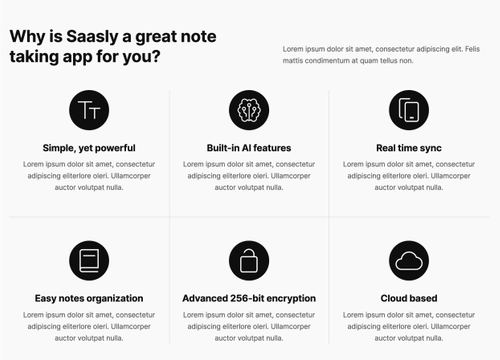 Why is Saasly a great note
taking app for you?
Lorem ipsum dolor sit amet, consectetur adipiscing elit. Felis
mattis condimentum at quam tellus non.
Tт
Simple, yet powerful
Lorem ipsum dolor sit amet, consectetur
adipiscing eliterlore oleri. Ullamcorper
auctor volutpat nulla.
Built-in AI features
Lorem ipsum dolor sit amet, consectetur
adipiscing eliterlore oleri. Ullamcorper
auctor volutpat nulla.
Real time sync
Lorem ipsum dolor sit amet, consectetur
adipiscing eliterlore oleri. Ullamcorper
auctor volutpat nulla.
Easy notes organization
Lorem ipsum dolor sit amet, consectetur
adipiscing eliterlore oleri. Ullamcorper
auctor volutpat nulla.
Advanced 256-bit encryption
Lorem ipsum dolor sit amet, consectetur
adipiscing eliterlore oleri. Ullamcorper
auctor volutpat nulla.
Cloud based
Lorem ipsum dolor sit amet, consectetur
adipiscing eliterlore oleri. Ullamcorper
auctor volutpat nulla.